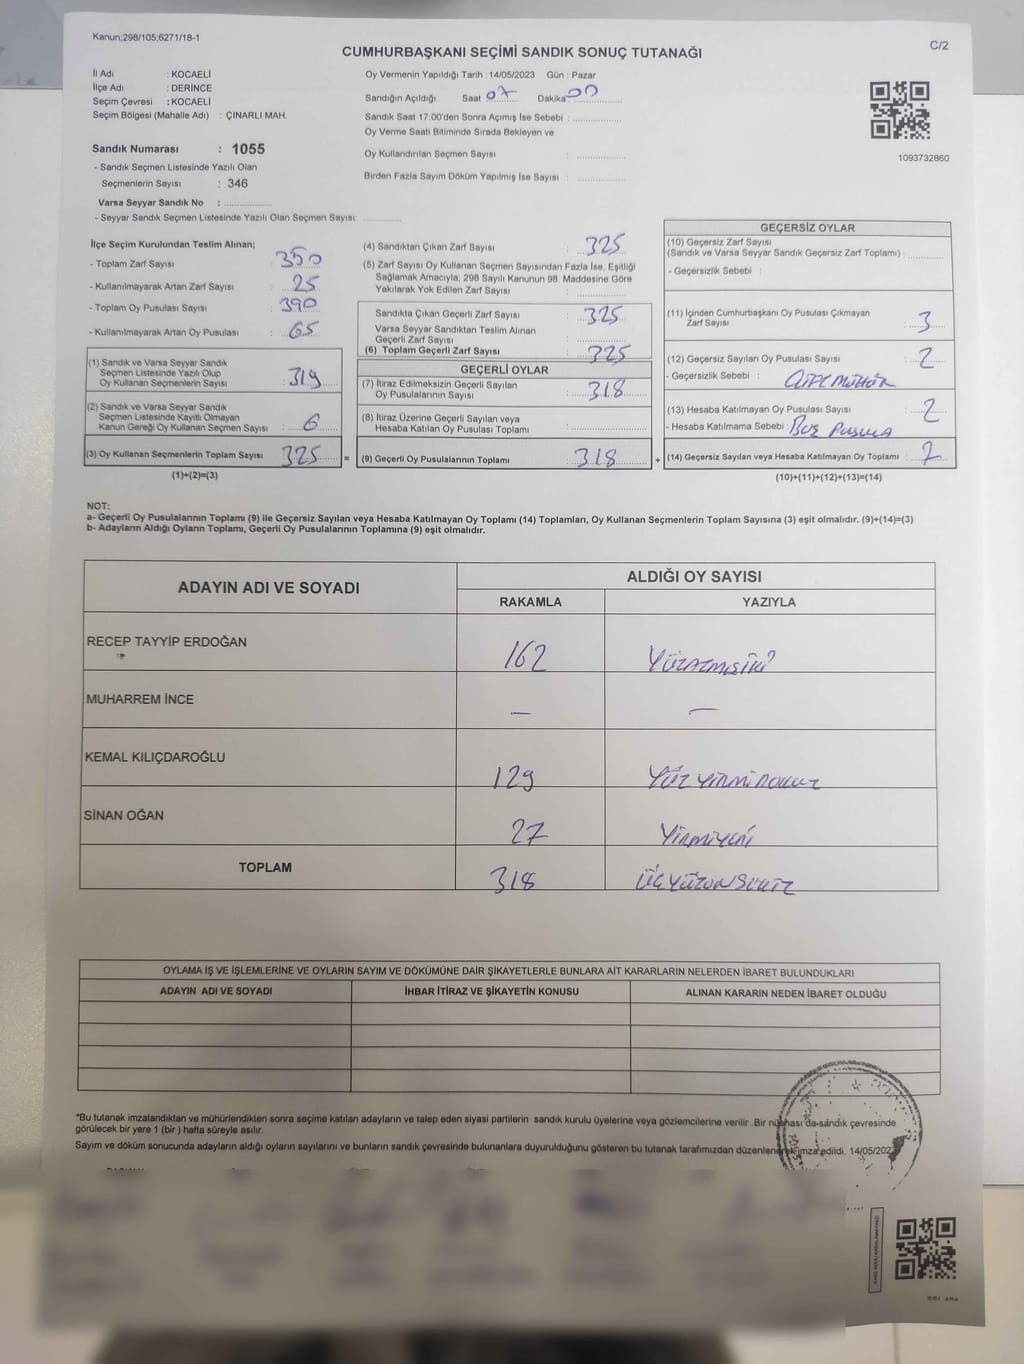 Kanun;298/105;6271/18-1
C/2
CUMHURBAŞKANI SEÇİMİ SANDIK SONUÇ TUTANAĞI
İl Adı : KOCAELİ
İlçe Adı : DERİNCE
Seçim Çevresi : KOCAELİ
Seçim Bölgesi (Mahalle Adı) : ÇINARLI MAH.
Sandık Numarası : 1055
- Sandık Seçmen Listesinde Yazılı Olan
Seçmenlerin Sayısı : 346
Varsa Seyyar Sandık No :
- Seyyar Sandık Seçmen Listesinde Yazılı Olan Seçmen Sayısı:
Oy Vermenin Yapıldığı Tarih : 14/05/2023 Gün : Pazar
Sandığın Açıldığı Saat 07 Dakika 00
Sandık Saat 17:00'den Sonra Açmış İse Sebebi :
Oy Verme Saati Bitiminde Sırada Bekleyen ve
Oy Kullandırılan Seçmen Sayısı :
Birden Fazla Sayım Döküm Yapılmış İse Sayısı :
1093732860
İlçe Seçim Kurulundan Teslim Alınan;
- Toplam Zarf Sayısı : 350
- Kullanılmayarak Artan Zarf Sayısı : 25
- Toplam Oy Pusulası Sayısı : 390
- Kullanılmayarak Artan Oy Pusulası : 65
(1) Sandık ve Varsa Seyyar Sandık
Seçmen Listesinde Yazılı Olup
Oy Kullanan Seçmenlerin Sayısı : 319
(2) Sandık ve Varsa Seyyar Sandık
Seçmen Listesinde Kayıtlı Olmayan
Kanun Gereği Oy Kullanan Seçmen Sayısı : 6
(3) Oy Kullanan Seçmenlerin Toplam Sayısı : 325 =
(1)+(2)=(3)
(4) Sandıktan Çıkan Zarf Sayısı : 325
(5) Zarf Sayısı Oy Kullanan Seçmen Sayısından Fazla İse, Eşitliği
Sağlamak Amacıyla; 298 Sayılı Kanunun 98. Maddesine Göre
Yakılarak Yok Edilen Zarf Sayısı :
Sandıkta Çıkan Geçerli Zarf Sayısı : 325
Varsa Seyyar Sandıktan Teslim Alınan
Geçerli Zarf Sayısı :
(6) Toplam Geçerli Zarf Sayısı : 325
GEÇERLİ OYLAR
(7) İtiraz Edilmeksizin Geçerli Sayılan
Oy Pusulalarının Sayısı : 318
(8) İtiraz Üzerine Geçerli Sayılan veya
Hesaba Katılan Oy Pusulası Toplamı :
(9) Geçerli Oy Pusulalarının Toplamı : 318 +
GEÇERSİZ OYLAR
(10) Geçersiz Zarf Sayısı
(Sandık ve Varsa Seyyar Sandık Geçersiz Zarf Toplamı) :
- Geçersizlik Sebebi :
(11) İçinden Cumhurbaşkanı Oy Pusulası Çıkmayan
Zarf Sayısı : 3
(12) Geçersiz Sayılan Oy Pusulası Sayısı : 2
- Geçersizlik Sebebi : ÇİFT MÜHÜR
(13) Hesaba Katılmayan Oy Pusulası Sayısı : 2
- Hesaba Katılmama Sebebi : BOŞ PUSULA
(14) Geçersiz Sayılan veya Hesaba Katılmayan Oy Toplamı : 7
(10)+(11)+(12)+(13)=(14)
NOT:
a- Geçerli Oy Pusulalarının Toplamı (9) ile Geçersiz Sayılan veya Hesaba Katılmayan Oy Toplamı (14) Toplamları, Oy Kullanan Seçmenlerin Toplam Sayısına (3) eşit olmalıdır. (9)+(14)=(3)
b- Adayların Aldığı Oyların Toplamı, Geçerli Oy Pusulalarının Toplamına (9) eşit olmalıdır.
ADAYIN ADI VE SOYADI
ALDIĞI OY SAYISI
RAKAMLA YAZIYLA
RECEP TAYYİP ERDOĞAN 162 YÜZATMIŞİKİ
MUHARREM İNCE — —
KEMAL KILIÇDAROĞLU 129 YÜZ YİRMİ DOKUZ
SİNAN OĞAN 27 YİRMİYEDİ
TOPLAM 318 ÜÇYÜZONSEKİZ
OYLAMA İŞ VE İŞLEMLERİNE VE OYLARIN SAYIM VE DÖKÜMÜNE DAİR ŞİKAYETLERLE BUNLARA AİT KARARLARIN NELERDEN İBARET BULUNDUKLARI
ADAYIN ADI VE SOYADI İHBAR İTİRAZ VE ŞİKAYETİN KONUSU ALINAN KARARIN NEDEN İBARET OLDUĞU
*Bu tutanak imzalandıktan ve mühürlendikten sonra seçime katılan adayların ve talep eden siyasi partilerin sandık kurulu üyelerine veya gözlemcilerine verilir. Bir nüshası da sandık çevresinde
görülecek bir yere 1 (bir ) hafta süreyle asılır.
Sayım ve döküm sonucunda adayların aldığı oyların sayılarını ve bunların sandık çevresinde bulunanlara duyurulduğunu gösteren bu tutanak tarafımızdan düzenlenerek imza edildi. 14/05/2023